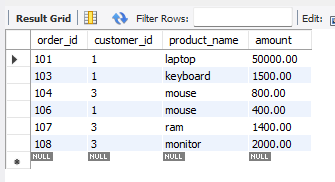 Result Grid Filter Rows: Edit:
order_id customer_id product_name amount
101 1 laptop 50000.00
103 1 keyboard 1500.00
104 3 mouse 800.00
106 1 mouse 400.00
107 3 ram 1400.00
108 3 monitor 2000.00
NULL NULL NULL NULL